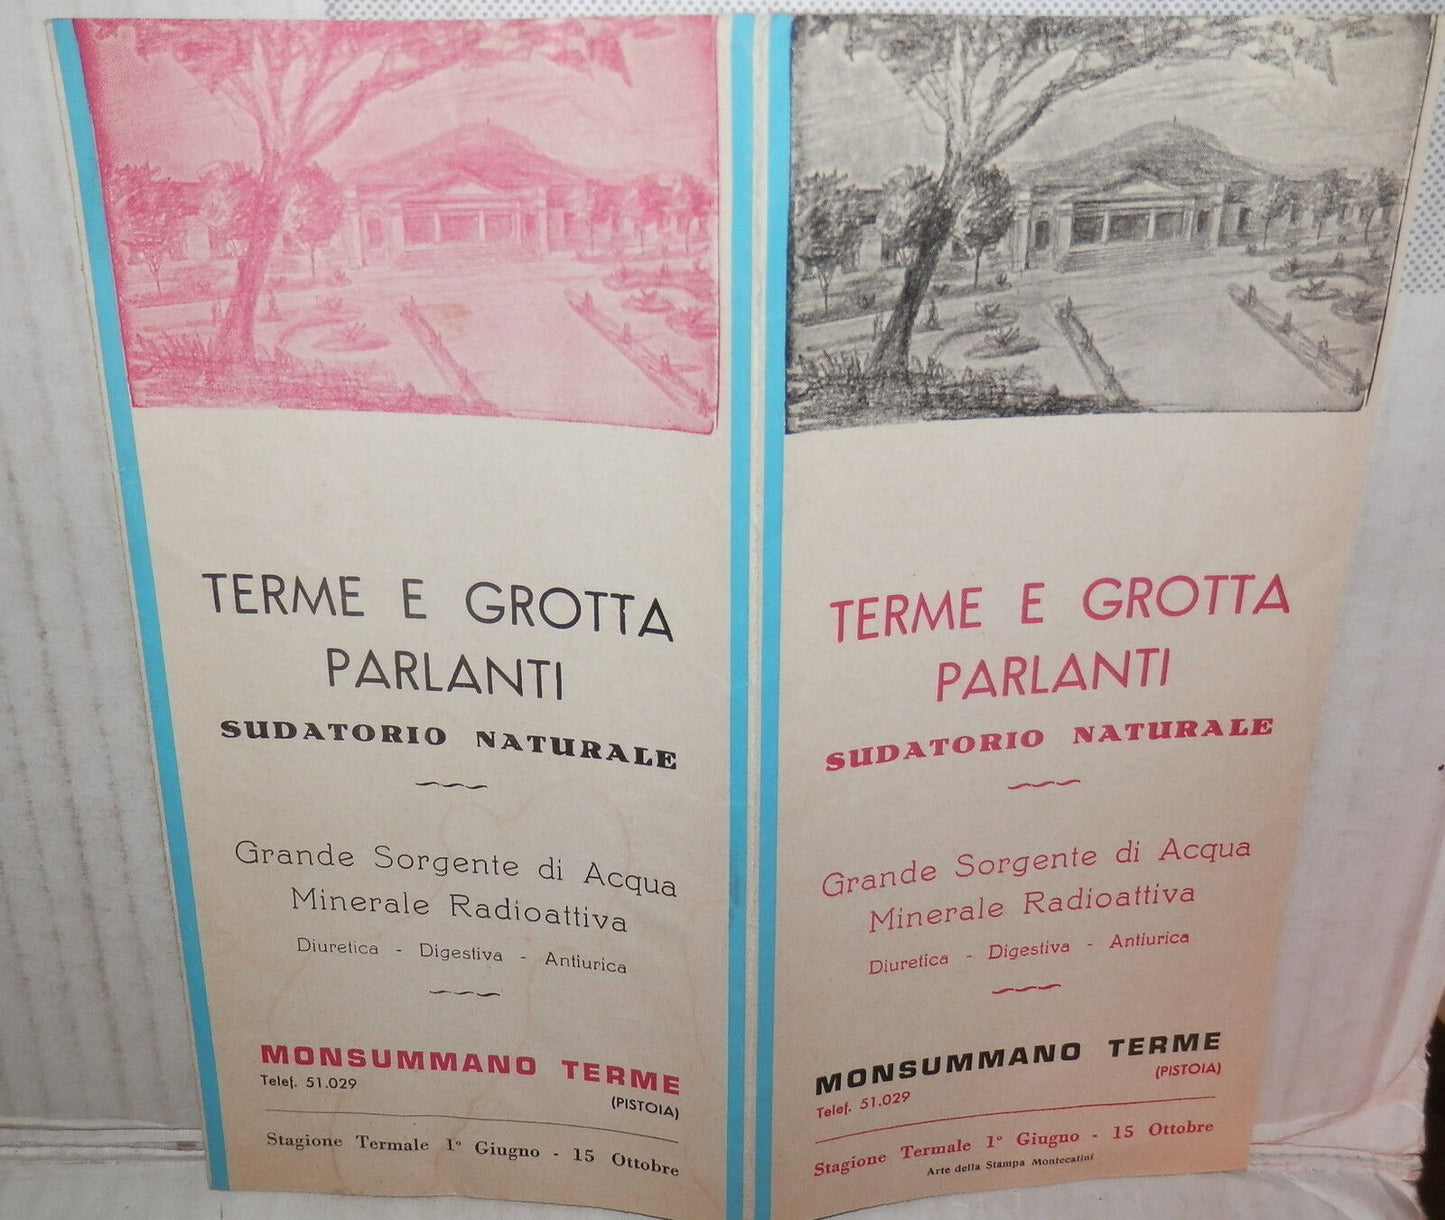 TERME E GROTTA
PARLANTI
SUDATORIO NATURALE
Grande Sorgente di Acqua
Minerale Radioattiva
Diuretica - Digestiva - Antiurica
MONSUMMANO TERME
Telef. 51.029
(PISTOIA)
Stagione Termale 1° Giugno - 15 Ottobre
TERME E GROTTA
PARLANTI
SUDATORIO NATURALE
Grande Sorgente di Acqua
Minerale Radioattiva
Diuretica - Digestiva - Antiurica
MONSUMMANO TERME
(PISTOIA)
Telef. 51.029
Stagione Termale 1° Giugno - 15 Ottobre
Arte della Stampa Montecatini